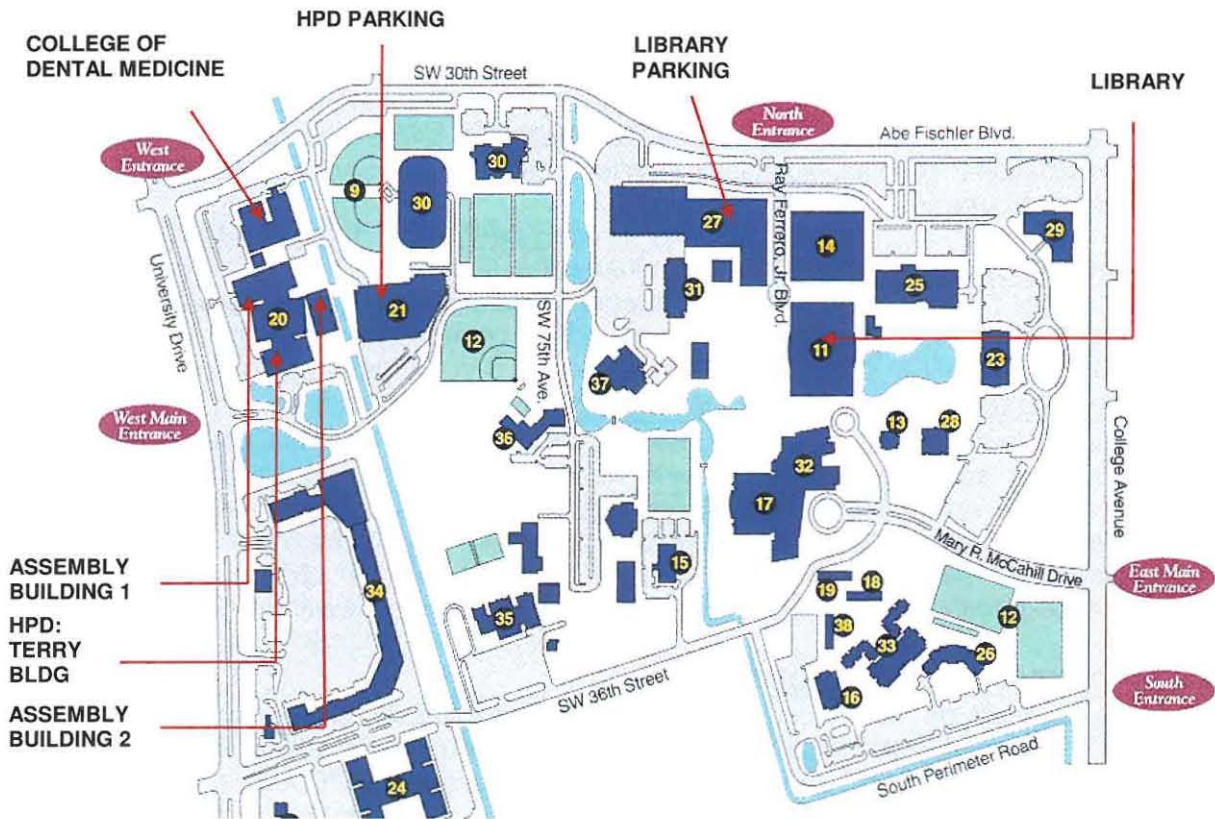 HPD PARKING
COLLEGE OF
DENTAL MEDICINE
LIBRARY
PARKING
LIBRARY
SW 30th Street
North
Entrance
Abe Fischler Blvd.
West
Entrance
30
9
30
27
Ray Ferrero, Jr. Blvd.
14
29
University Drive
31
25
20
21
12
SW 75th Ave.
11
23
37
West Main
Entrance
36
13
28
32
17
College Avenue
Mary R. McCahill Drive
ASSEMBLY
BUILDING 1
34
15
19
18
East Main
Entrance
HPD:
TERRY
BLDG
35
38
12
33
26
ASSEMBLY
BUILDING 2
SW 36th Street
16
South
Entrance
South Perimeter Road
24